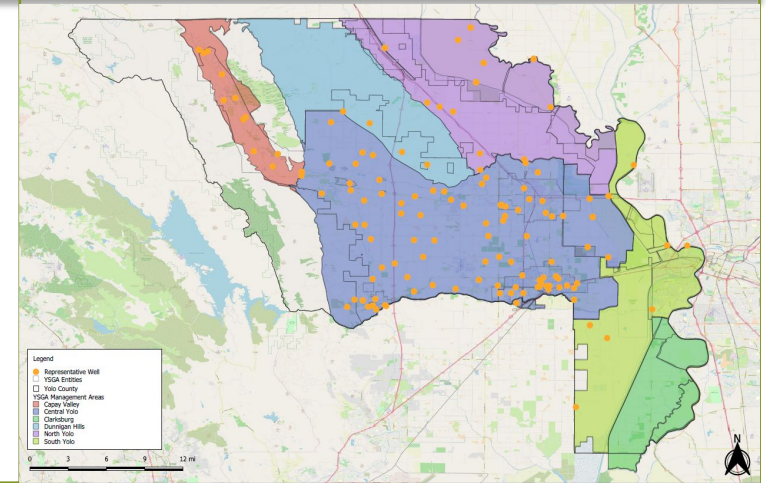 N
Legend
Representative Well
YSGA Entities
Yolo County
YSGA Management Areas
Capay Valley
Central Yolo
Clarksburg
Dunnigan Hills
North Yolo
South Yolo
0 3 6 9 12 mi